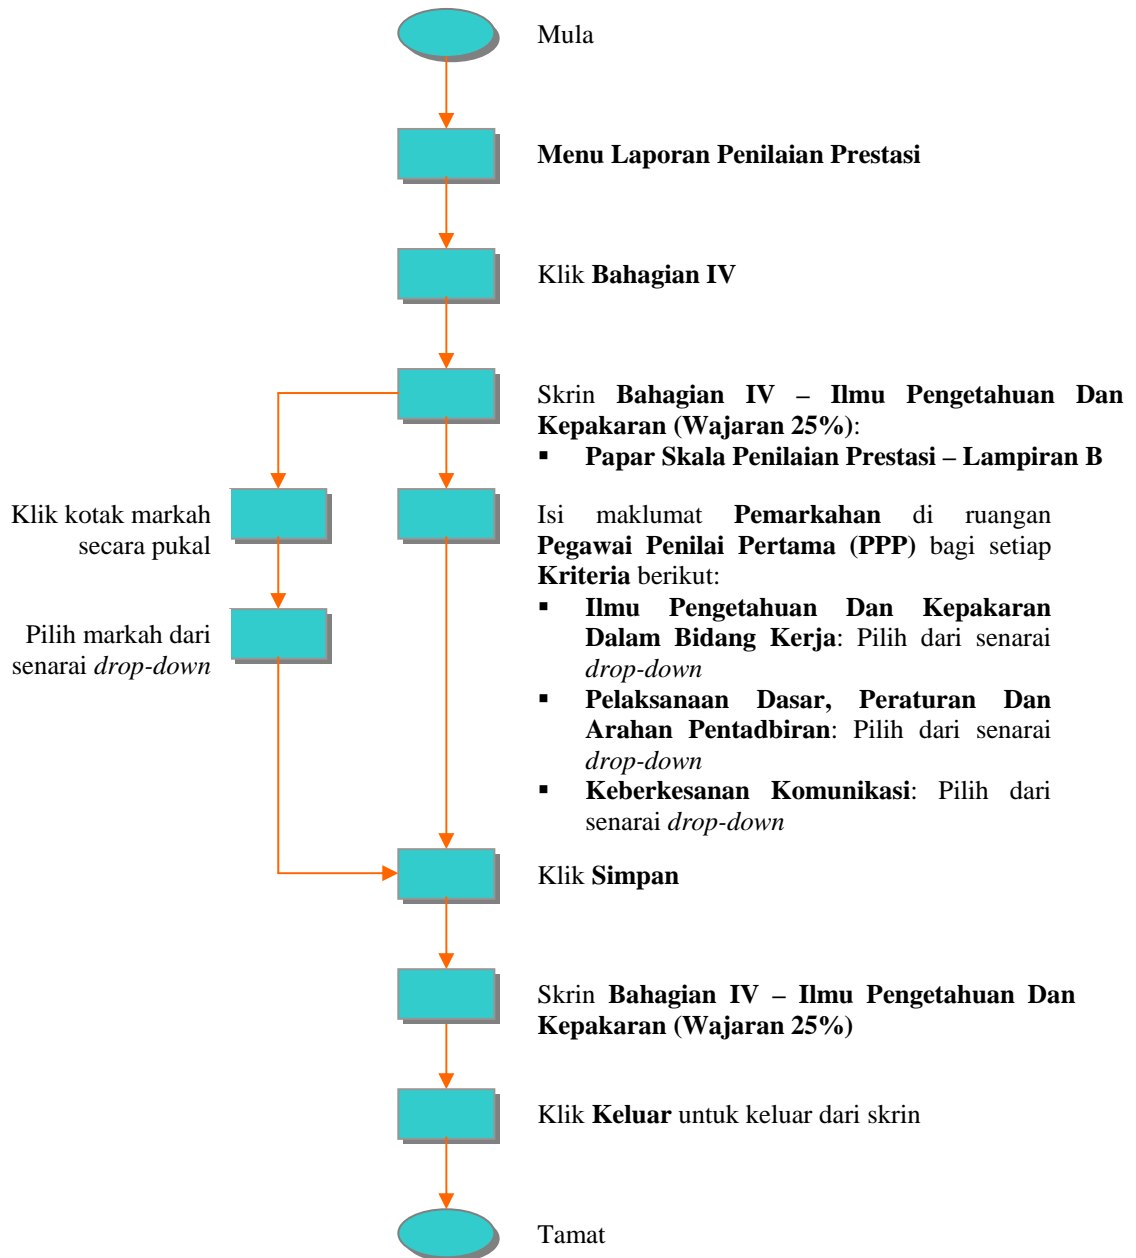 Mula
Menu Laporan Penilaian Prestasi
Klik Bahagian IV
Skrin Bahagian IV – Ilmu Pengetahuan Dan
Kepakaran (Wajaran 25%):
▪ Papar Skala Penilaian Prestasi – Lampiran B
Klik kotak markah
secara pukal
Pilih markah dari
senarai drop-down
Isi maklumat Pemarkahan di ruangan
Pegawai Penilai Pertama (PPP) bagi setiap
Kriteria berikut:
▪ Ilmu Pengetahuan Dan Kepakaran
Dalam Bidang Kerja: Pilih dari senarai
drop-down
▪ Pelaksanaan Dasar, Peraturan Dan
Arahan Pentadbiran: Pilih dari senarai
drop-down
▪ Keberkesanan Komunikasi: Pilih dari
senarai drop-down
Klik Simpan
Skrin Bahagian IV – Ilmu Pengetahuan Dan
Kepakaran (Wajaran 25%)
Klik Keluar untuk keluar dari skrin
Tamat